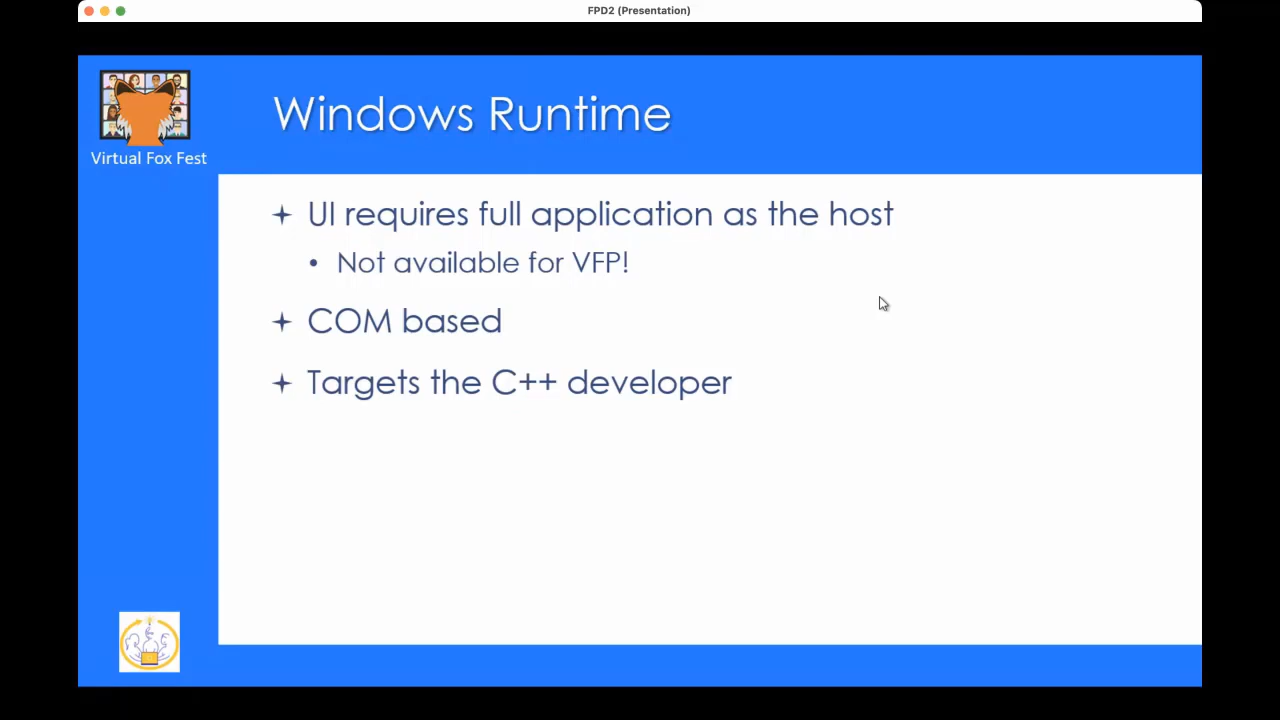 FPD2 (Presentation)
Windows Runtime
Virtual Fox Fest
UI requires full application as the host
Not available for VFP!
COM based
Targets the C++ developer